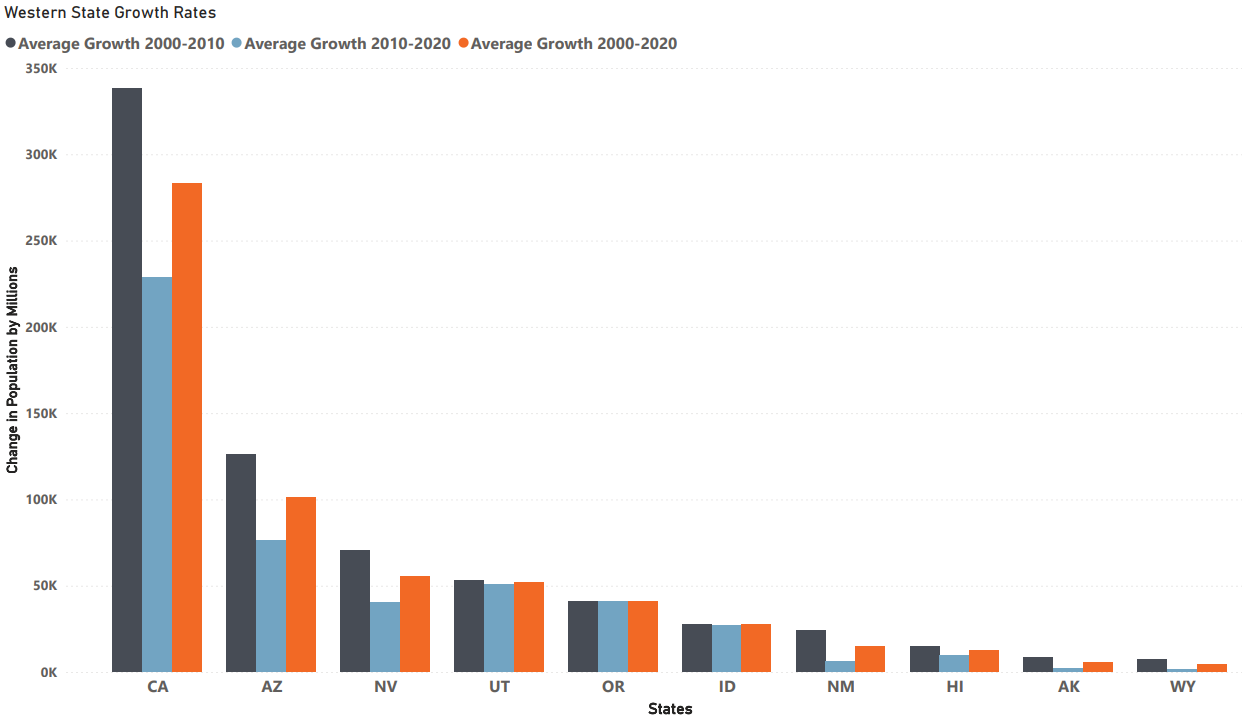 Western State Growth Rates
Average Growth 2000-2010 Average Growth 2010-2020 Average Growth 2000-2020
350K
300K
250K
200K
150K
100K
50K
0K
Change in Population by Millions
CA AZ NV UT OR ID NM HI AK WY
States